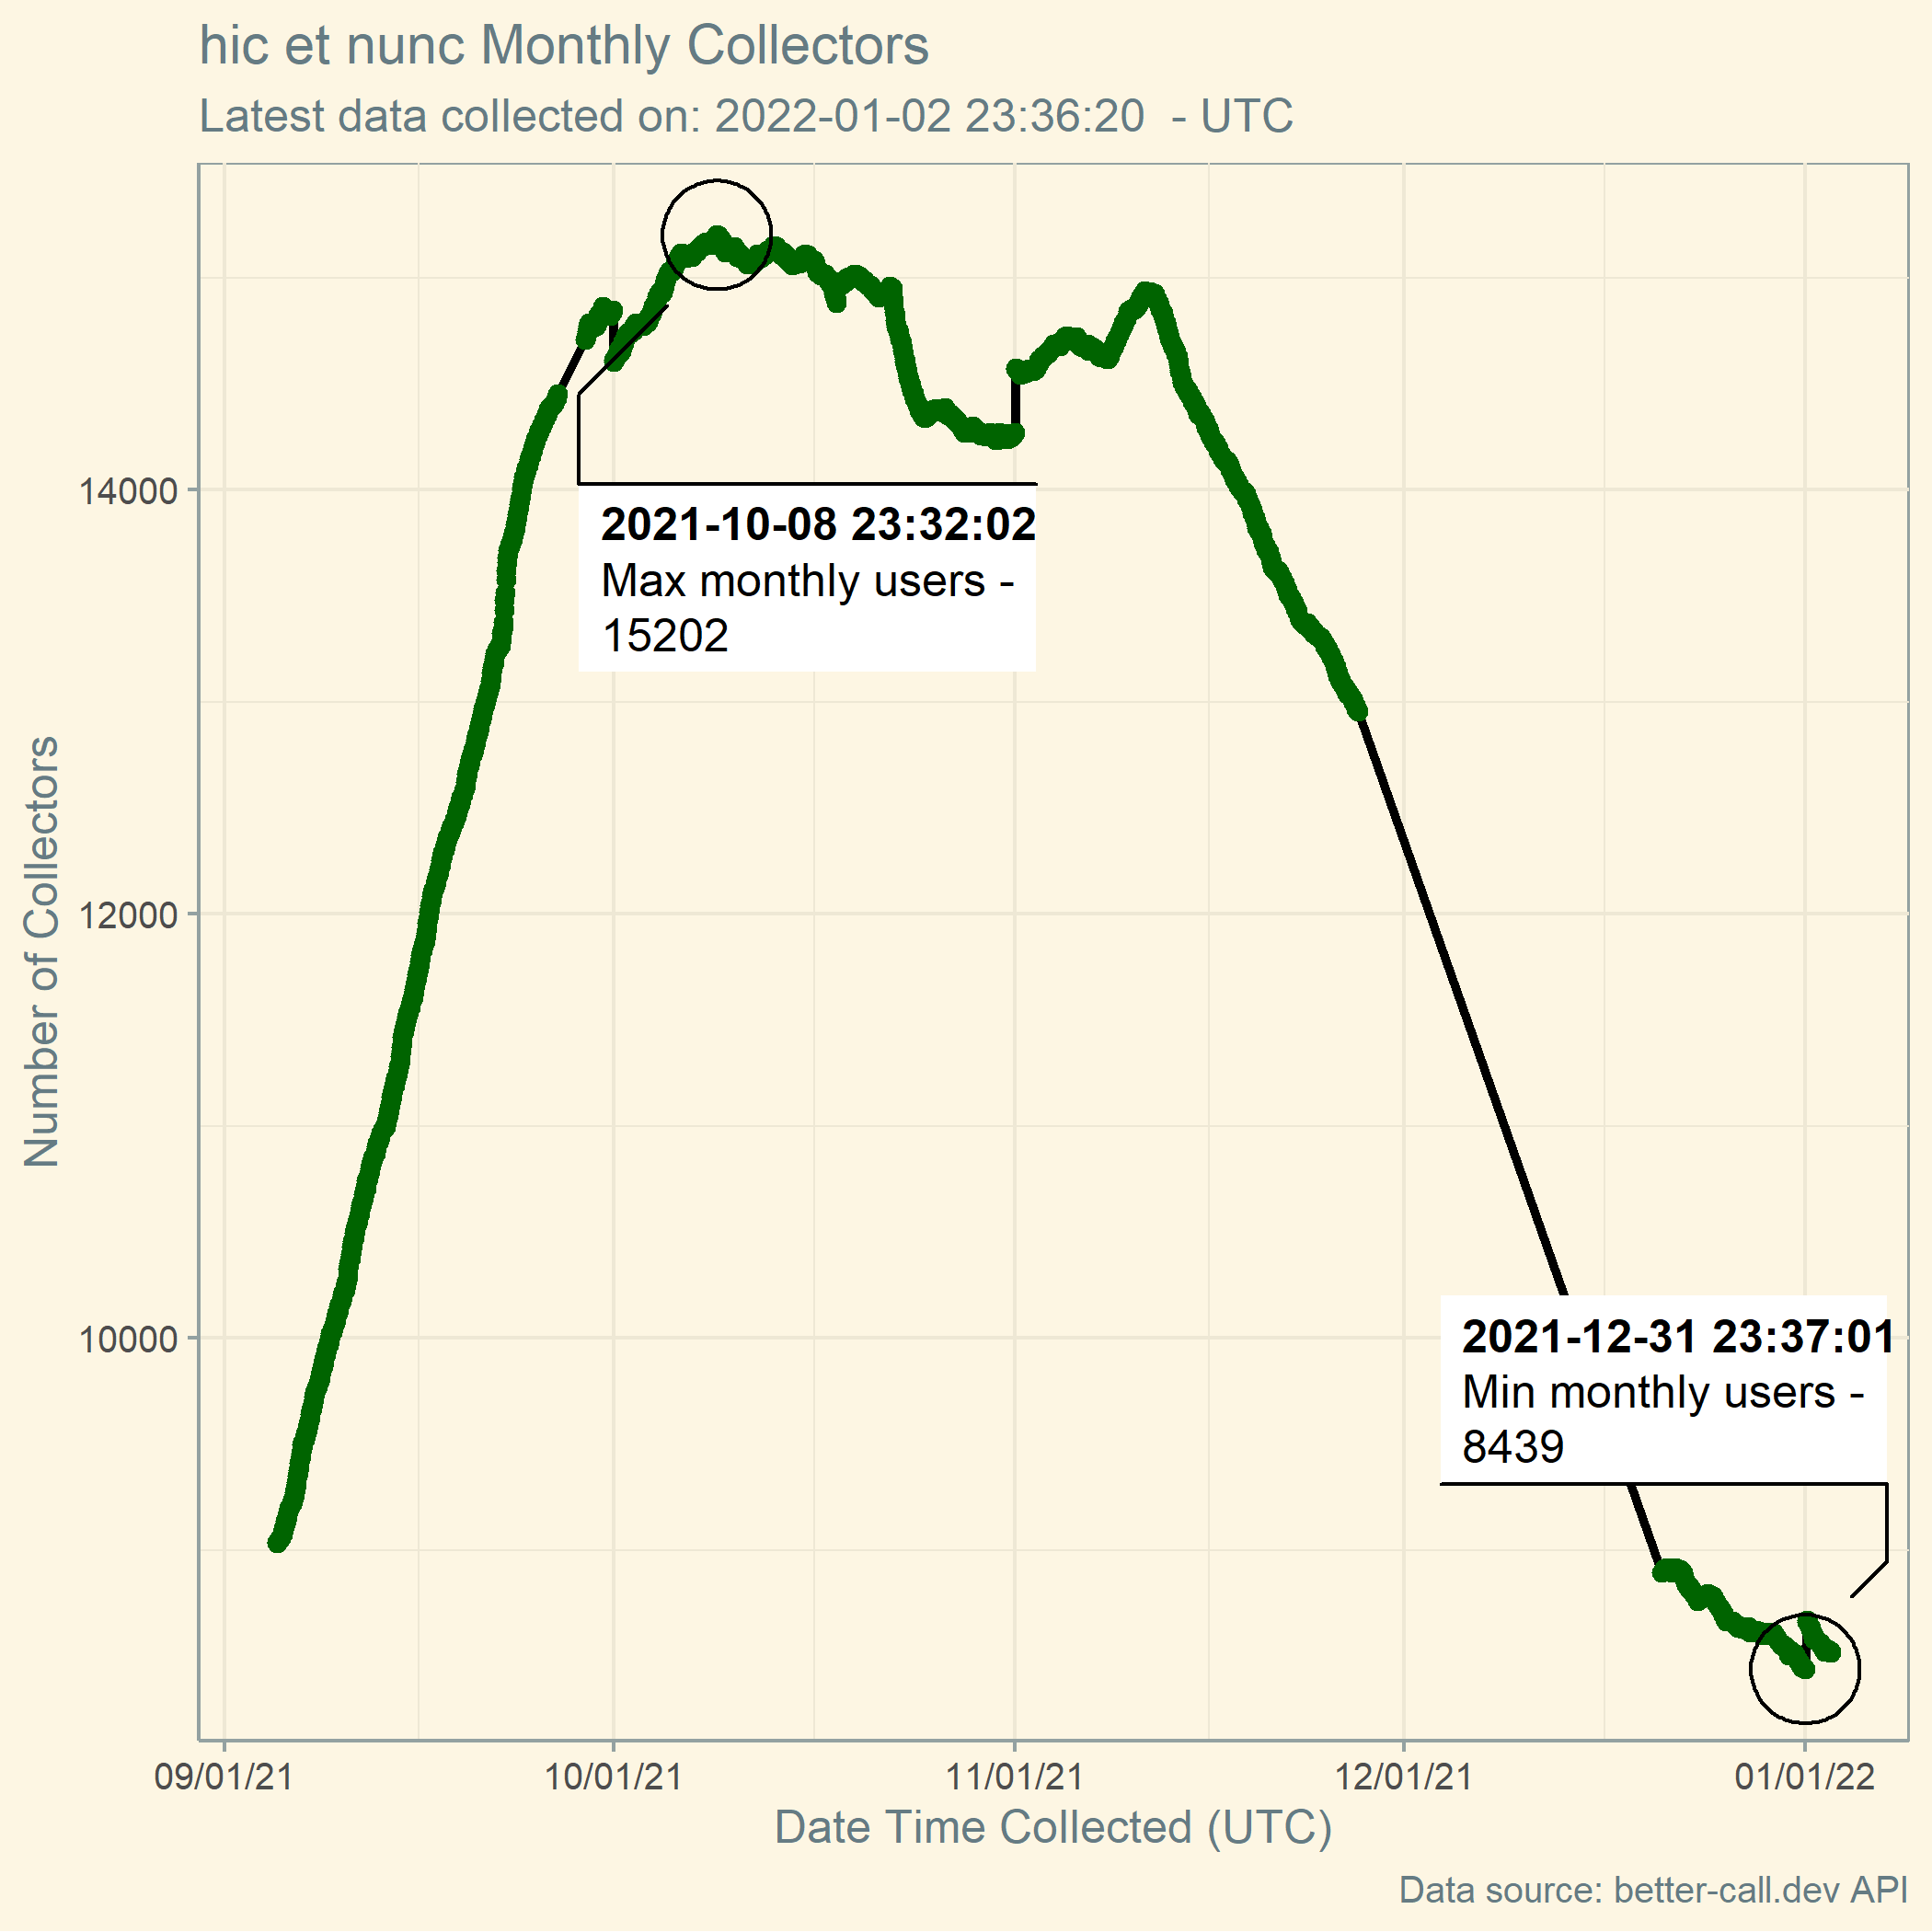 hic et nunc Monthly Collectors
Latest data collected on: 2022-01-02 23:36:20  - UTC
Number of Collectors
14000
12000
10000
2021-10-08 23:32:02
Max monthly users -
15202
2021-12-31 23:37:01
Min monthly users -
8439
09/01/21
10/01/21
11/01/21
12/01/21
01/01/22
Date Time Collected (UTC)
Data source: better-call.dev API